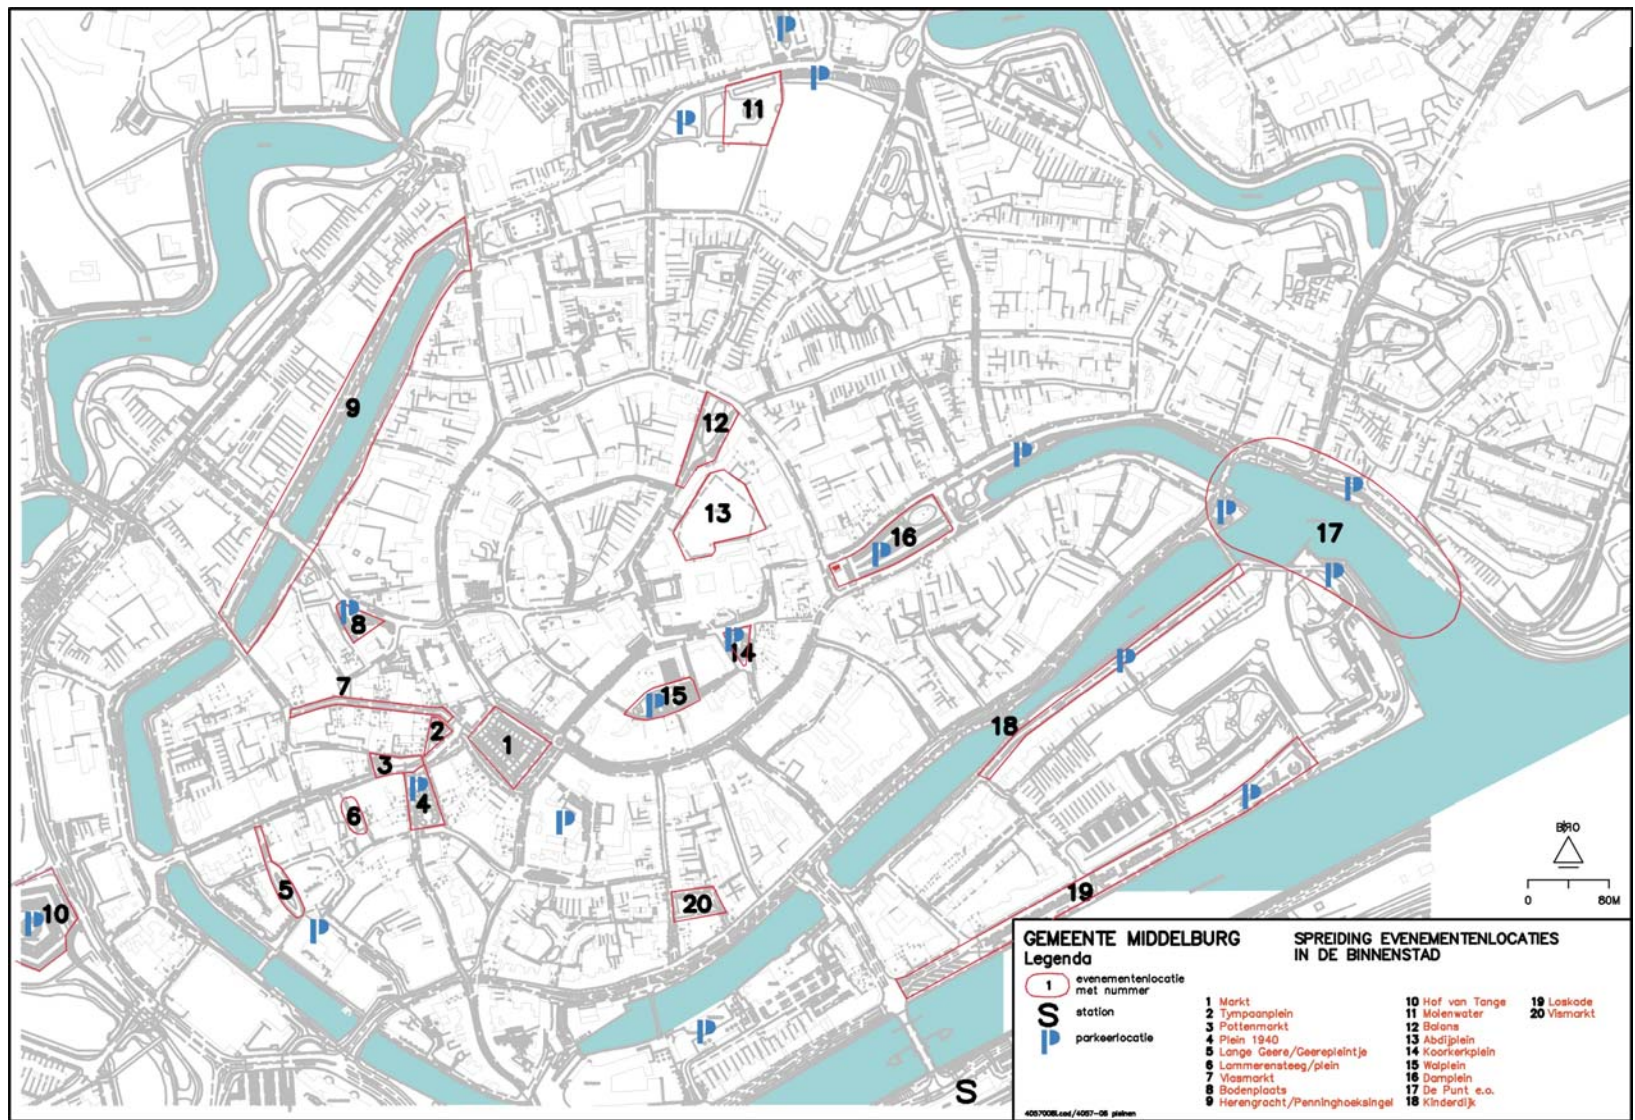 11
9
12
13
16
17
8
14
7
15
2
1
18
3
4
6
5
19
10
20
S
BRO
0 80M
GEMEENTE MIDDELBURG
Legenda
SPREIDING EVENEMENTENLOCATIES
IN DE BINNENSTAD
1 evenementenlocatie
met nummer
S station
P parkeerlocatie
1 Markt
2 Tympaanplein
3 Pottenmarkt
4 Plein 1940
5 Lange Geere/Geerepleintje
6 Lammerensteeg/plein
7 Vlasmarkt
8 Bodenplaats
9 Herengracht/Penninghoeksingel
10 Hof van Tange
11 Molenwater
12 Balans
13 Abdijplein
14 Koorkerkplein
15 Walplein
16 Damplein
17 De Punt e.o.
18 Kinderdijk
19 Loskade
20 Vismarkt